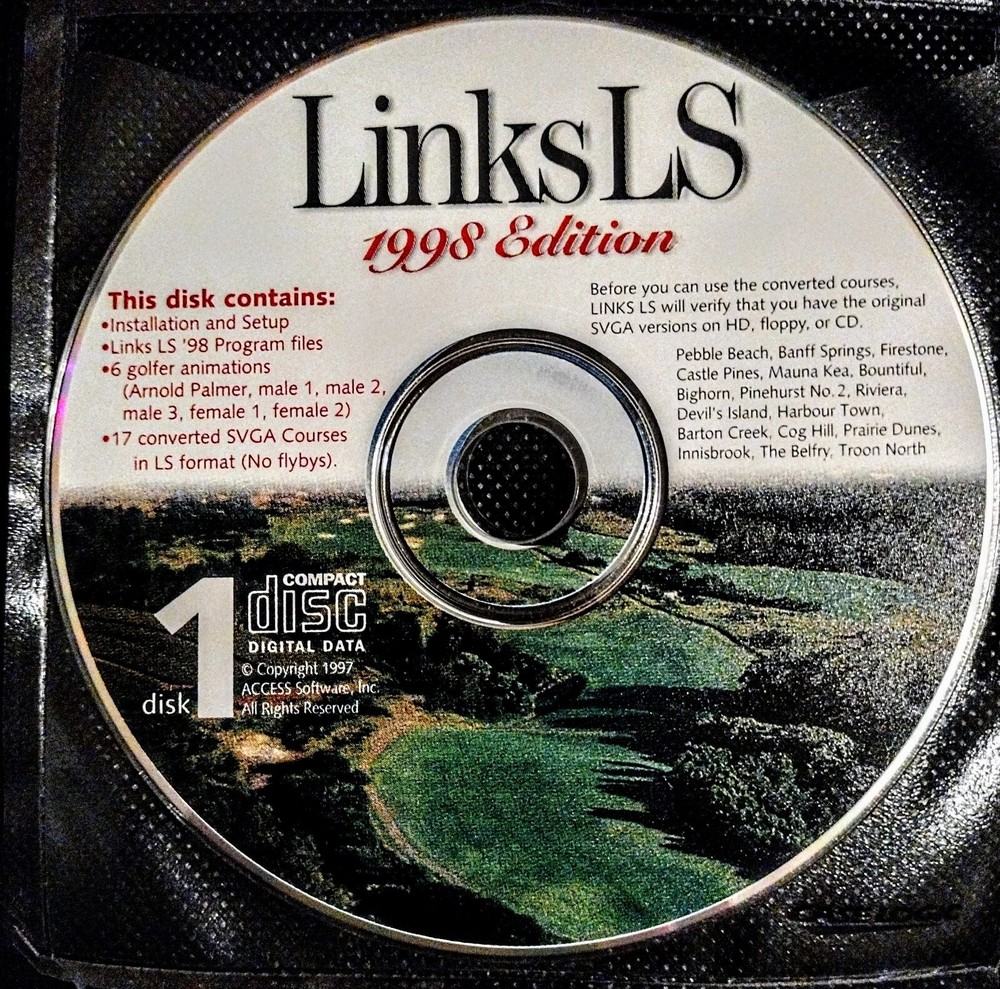 Links LS
1998 Edition
This disk contains:
•Installation and Setup
•Links LS '98 Program files
•6 golfer animations
(Arnold Palmer, male 1, male 2,
male 3, female 1, female 2)
•17 converted SVGA Courses
in LS format (No flybys).
Before you can use the converted courses,
LINKS LS will verify that you have the original
SVGA versions on HD, floppy, or CD.
Pebble Beach, Banff Springs, Firestone,
Castle Pines, Mauna Kea, Bountiful,
Bighorn, Pinehurst No. 2, Riviera,
Devil's Island, Harbour Town,
Barton Creek, Cog Hill, Prairie Dunes,
Innisbrook, The Belfry, Troon North
disk 1
COMPACT
disc
DIGITAL DATA
© Copyright 1997
ACCESS Software, Inc.
All Rights Reserved
CASE LOGIC